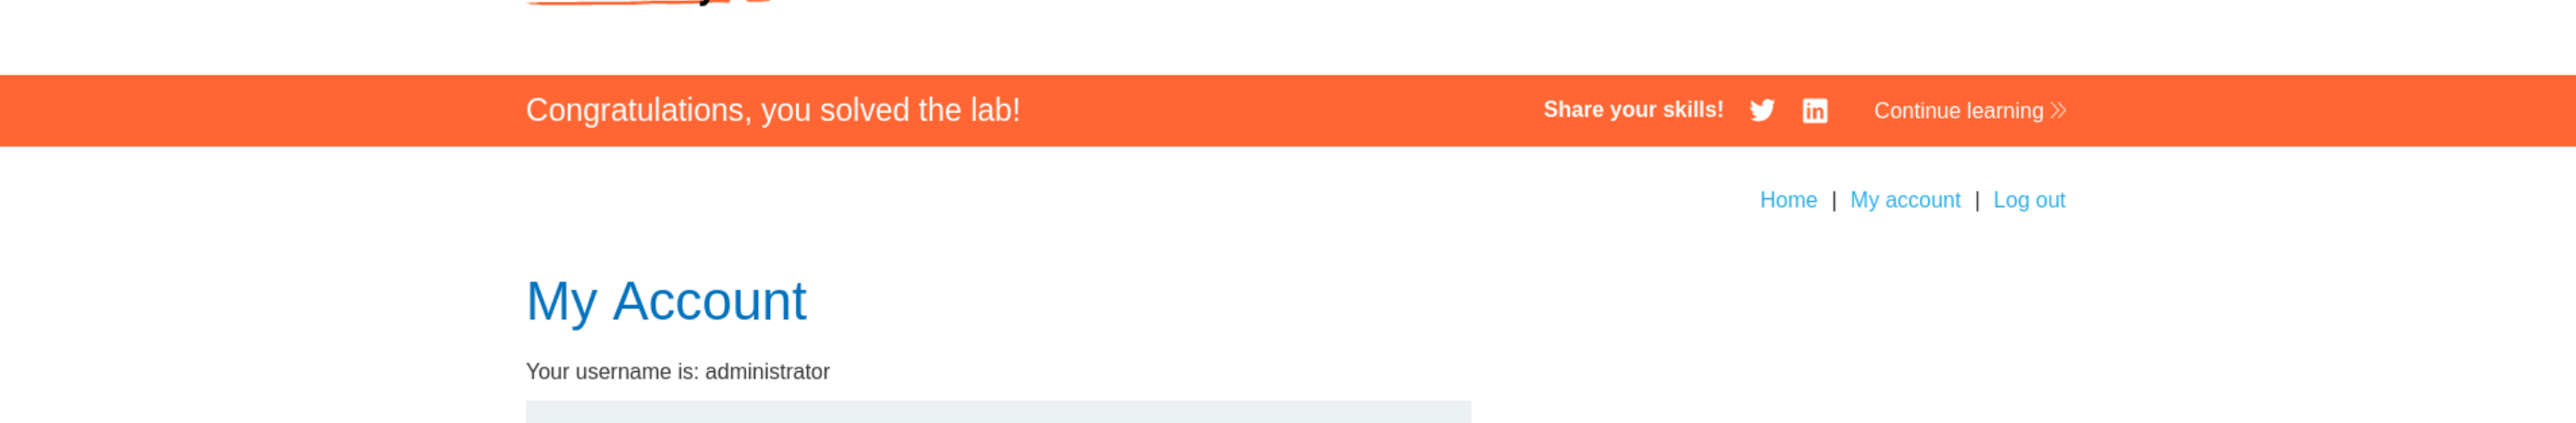 Congratulations, you solved the lab!
Share your skills!
Continue learning
Home | My account | Log out
My Account
Your username is: administrator